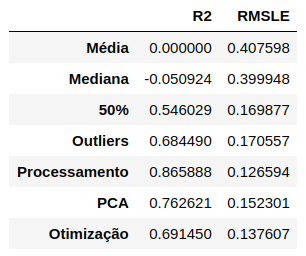 R2 RMSLE
Média 0.000000 0.407598
Mediana -0.050924 0.399948
50% 0.546029 0.169877
Outliers 0.684490 0.170557
Processamento 0.865888 0.126594
PCA 0.762621 0.152301
Otimização 0.691450 0.137607